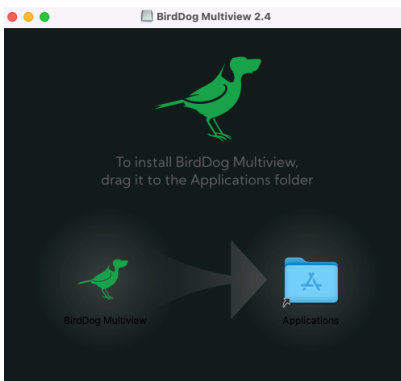 BirdDog Multiview 2.4
To install BirdDog Multiview,
drag it to the Applications folder
BirdDog Multiview
Applications